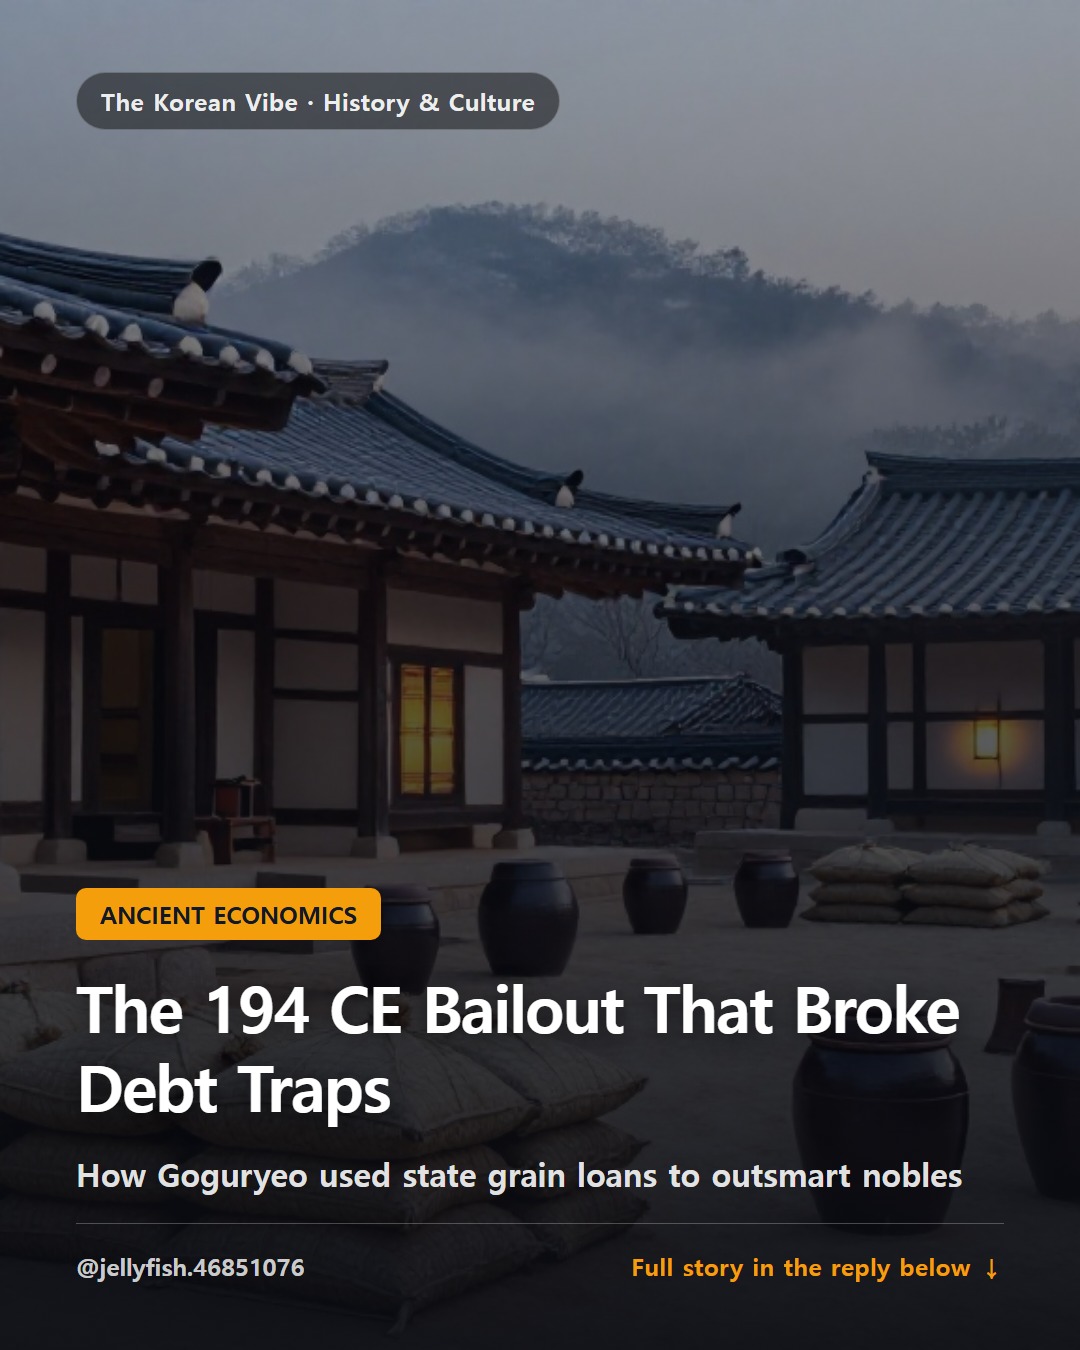 The Korean Vibe · History & Culture
ANCIENT ECONOMICS
The 194 CE Bailout That Broke
Debt Traps
How Goguryeo used state grain loans to outsmart nobles
@jellyfish.46851076
Full story in the reply below ↓